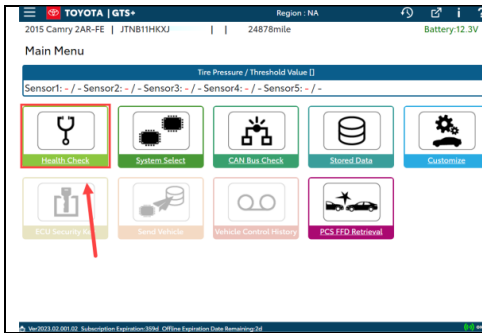 TOYOTA | GTS+ Region : NA i ?
2015 Camry 2AR-FE | JTNB11HKXJ | | 24878mile Battery:12.3V
Main Menu
Tire Pressure / Threshold Value []
Sensor1: - / - Sensor2: - / - Sensor3: - / - Sensor4: - / - Sensor5: - / -
Health Check System Select CAN Bus Check Stored Data Customize
ECU Security K Send Vehicle Vehicle Control History PCS FFD Retrieval
Ver2023.02.001.02 Subscription Expiration:359d Offline Expiration Date Remaining:2d